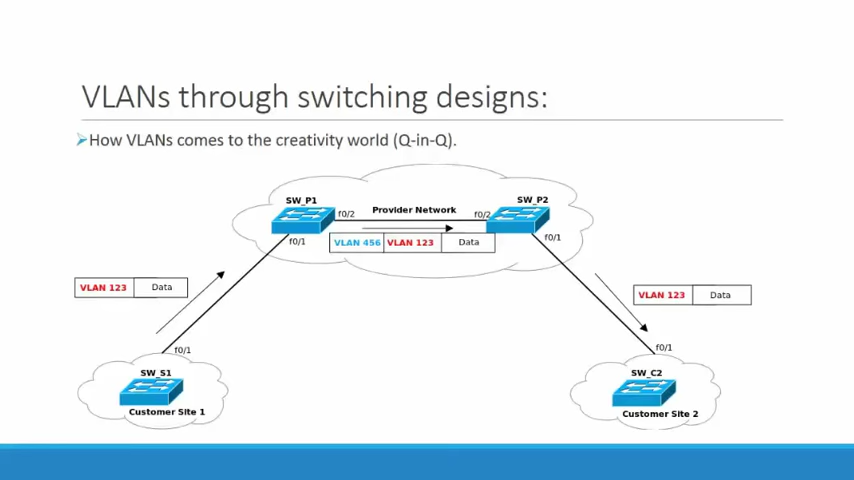 VLANs through switching designs:
How VLANs comes to the creativity world (Q-in-Q).
SW_P1
SW_P2
Provider Network
f0/2
f0/2
f0/1
f0/1
VLAN 456 VLAN 123 Data
VLAN 123 Data
VLAN 123 Data
f0/1
f0/1
SW_S1
SW_C2
Customer Site 1
Customer Site 2